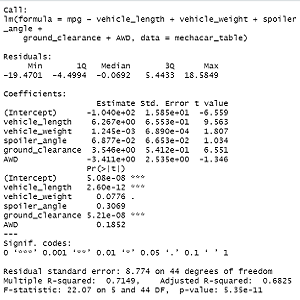 Call:
lm(formula = mpg ~ vehicle_length + vehicle_weight + spoiler
_angle +
ground_clearance + AWD, data = mechacar_table)
Residuals:
Min 1Q Median 3Q Max
-19.4701 -4.4994 -0.0692 5.4433 18.5849
Coefficients:
Estimate Std. Error t value
(Intercept) -1.040e+02 1.585e+01 -6.559
vehicle_length 6.267e+00 6.553e-01 9.563
vehicle_weight 1.245e-03 6.890e-04 1.807
spoiler_angle 6.877e-02 6.653e-02 1.034
ground_clearance 3.546e+00 5.412e-01 6.551
AWD -3.411e+00 2.535e+00 -1.346
Pr(>|t|)
(Intercept) 5.08e-08 ***
vehicle_length 2.60e-12 ***
vehicle_weight 0.0776 .
spoiler_angle 0.3069
ground_clearance 5.21e-08 ***
AWD 0.1852
---
Signif. codes:
0 ‘***’ 0.001 ‘**’ 0.01 ‘*’ 0.05 ‘.’ 0.1 ‘ ’ 1
Residual standard error: 8.774 on 44 degrees of freedom
Multiple R-squared: 0.7149, Adjusted R-squared: 0.6825
F-statistic: 22.07 on 5 and 44 DF, p-value: 5.35e-11